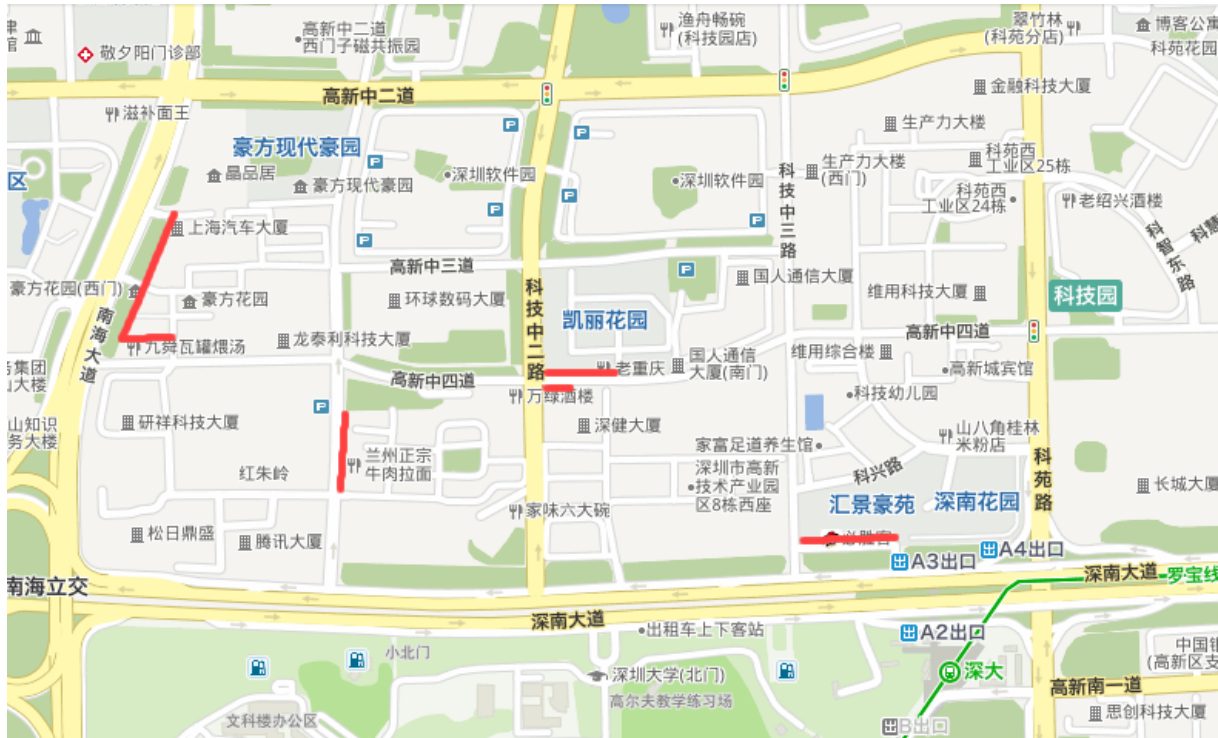 高新中二道
西门子磁共振园
渔舟畅碗
(科技园店)
翠竹林
(科苑分店)
博客公寓
科苑花园
敬夕阳门诊部
高新中二道
金融科技大厦
滋补面王
生产力大楼
豪方现代豪园
科苑西
工业区25栋
晶品居
豪方现代豪园
深圳软件园
深圳软件园
生产力大楼
(西门)
科苑西
工业区24栋
老绍兴酒楼
区
科技中三路
科智东路
科慧
上海汽车大厦
高新中三道
国人通信大厦
豪方花园(西门)
豪方花园
环球数码大厦
科技中二路
维用科技大厦
科技园
南海大道
凯丽花园
龙泰利科技大厦
九舜瓦罐煨汤
高新中四道
维用综合楼
国人通信
大厦(南门)
老重庆
高新城宾馆
高新中四道
万绿酒楼
科技幼儿园
研祥科技大厦
深健大厦
山八角桂林
米粉店
山知识
务大楼
家富足道养生馆
兰州正宗
牛肉拉面
红朱岭
深圳市高新
技术产业园
区8栋西座
科兴路
科苑路
长城大厦
家味六大碗
汇景豪苑
深南花园
松日鼎盛
腾讯大厦
必胜客
A3出口
A4出口
南海立交
深南大道
罗宝线
深南大道
出租车上下客站
A2出口
小北门
深圳大学(北门)
深大
高新南一道
中国银
(高新区支
高尔夫教学练习场
文科楼办公区
B出口
思创科技大厦